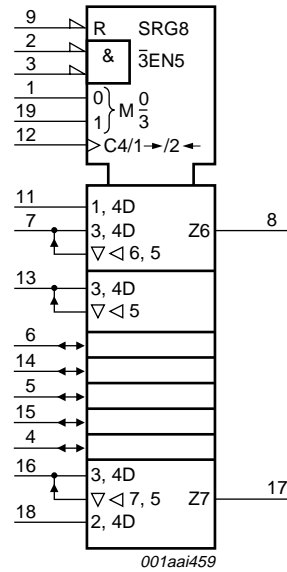 9 R SRG8
2 & 3̅EN5
3
1 0 } M 0/3
19 1
12 C4/1→/2←
11 1, 4D
7 3, 4D Z6 8
▽ ◁ 6, 5
13 3, 4D
▽ ◁ 5
6
14
5
15
4
16 3, 4D
▽ ◁ 7, 5 Z7 17
18 2, 4D
001aai459